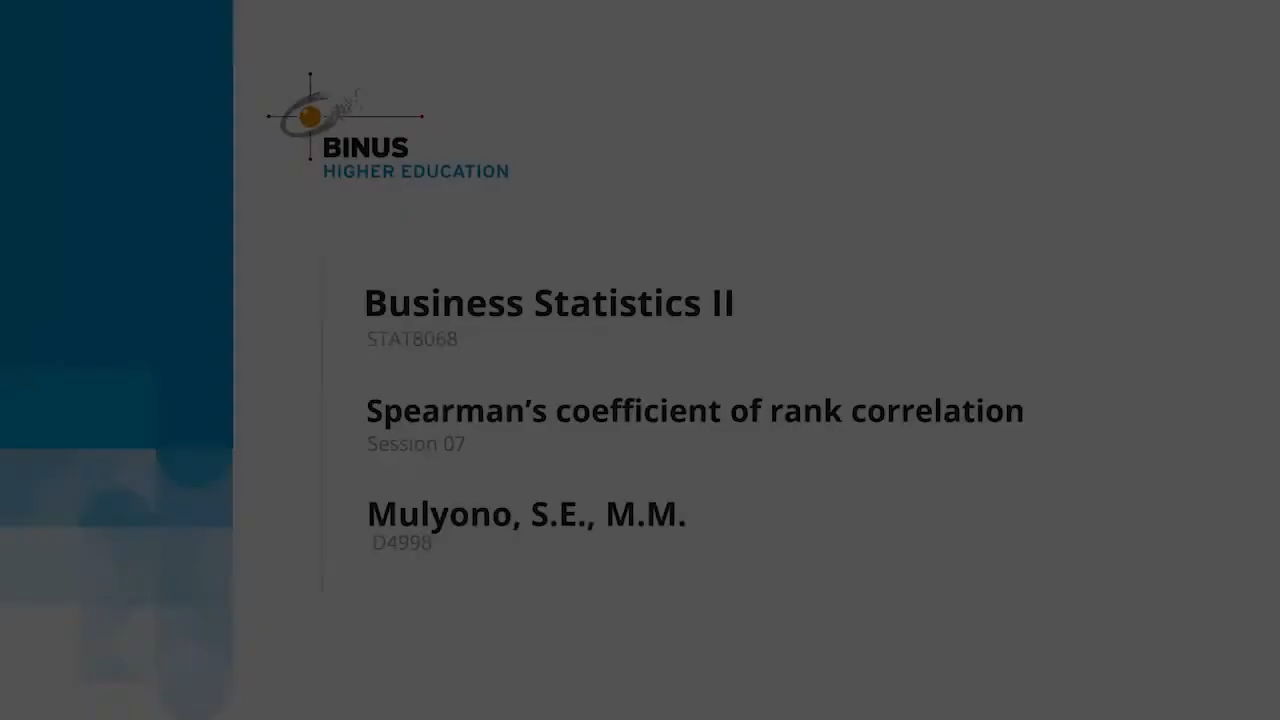 BINUS
HIGHER EDUCATION
Business Statistics II
STAT8068
Spearman’s coefficient of rank correlation
Session 07
Mulyono, S.E., M.M.
D4998